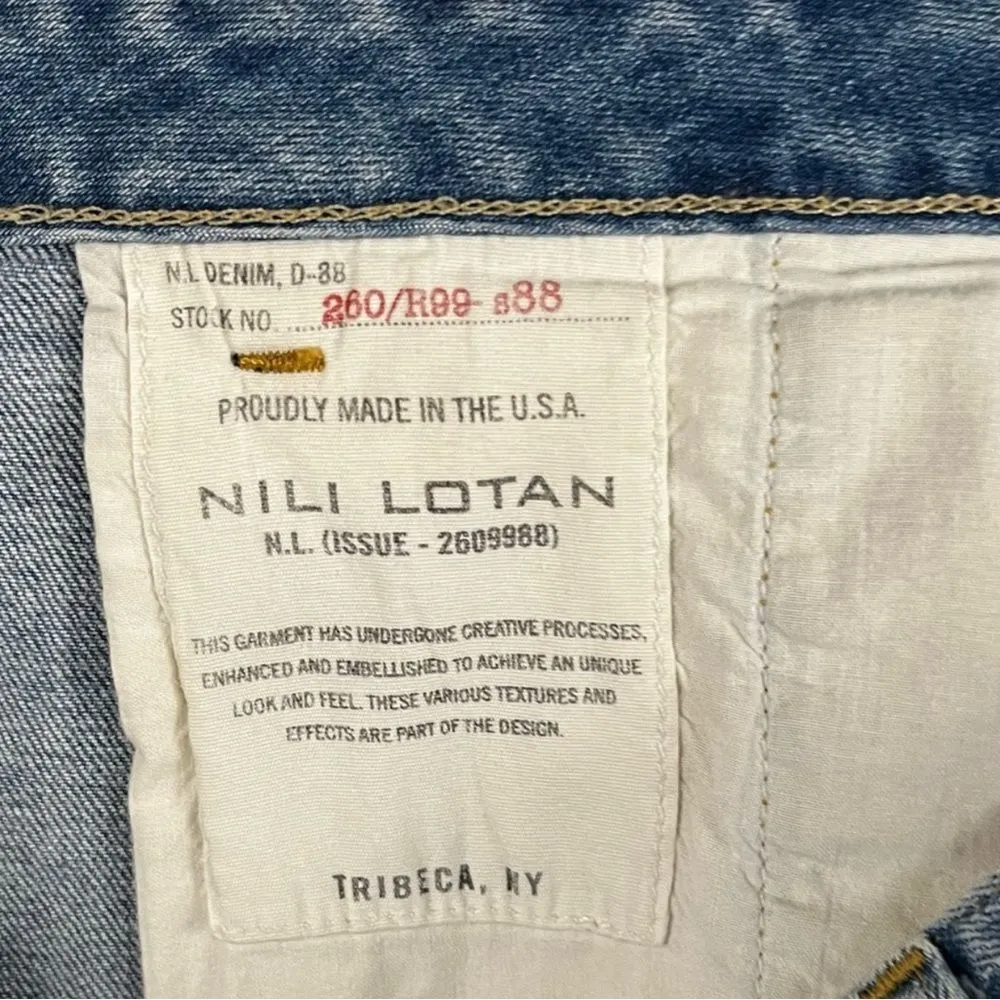 N.L DENIM, D-88
STOCK NO. 260/R99-s88
PROUDLY MADE IN THE U.S.A.
NILI LOTAN
N.L. (ISSUE - 2609988)
THIS GARMENT HAS UNDERGONE CREATIVE PROCESSES,
ENHANCED AND EMBELLISHED TO ACHIEVE AN UNIQUE
LOOK AND FEEL. THESE VARIOUS TEXTURES AND
EFFECTS ARE PART OF THE DESIGN.
TRIBECA, NY